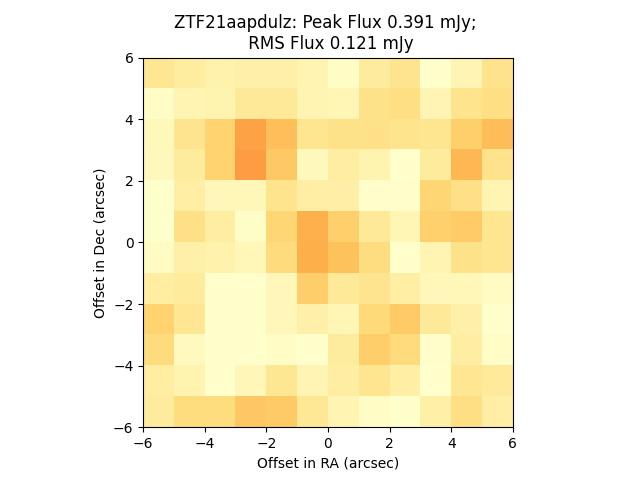 ZTF21aapdulz: Peak Flux 0.391 mJy;
RMS Flux 0.121 mJy
6
4
2
0
−2
−4
−6
Offset in Dec (arcsec)
−6 −4 −2 0 2 4 6
Offset in RA (arcsec)